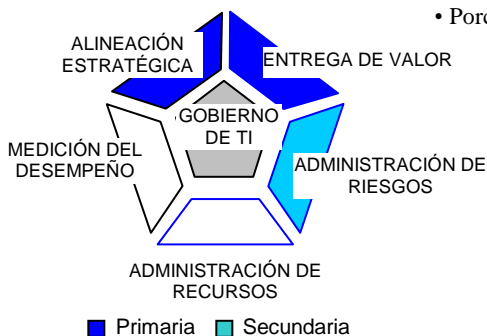 • Porc
ALINEACIÓN
ESTRATÉGICA
ENTREGA DE VALOR
GOBIERNO
DE TI
MEDICIÓN DEL
DESEMPEÑO
ADMINISTRACIÓN DE
RIESGOS
ADMINISTRACIÓN DE
RECURSOS
Primaria Secundaria